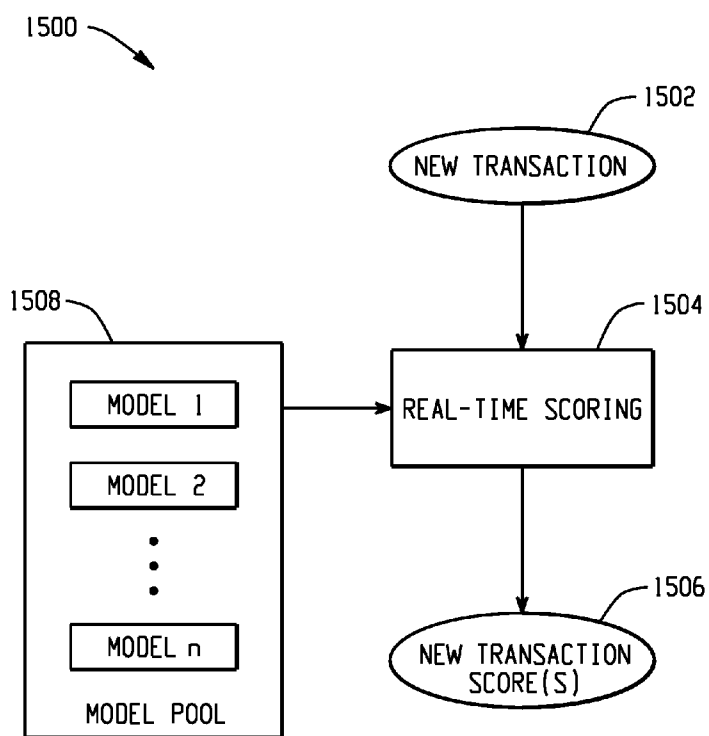 1500
1502
NEW TRANSACTION
1508
1504
MODEL 1
REAL-TIME SCORING
MODEL 2
1506
MODEL n
NEW TRANSACTION
SCORE(S)
MODEL POOL